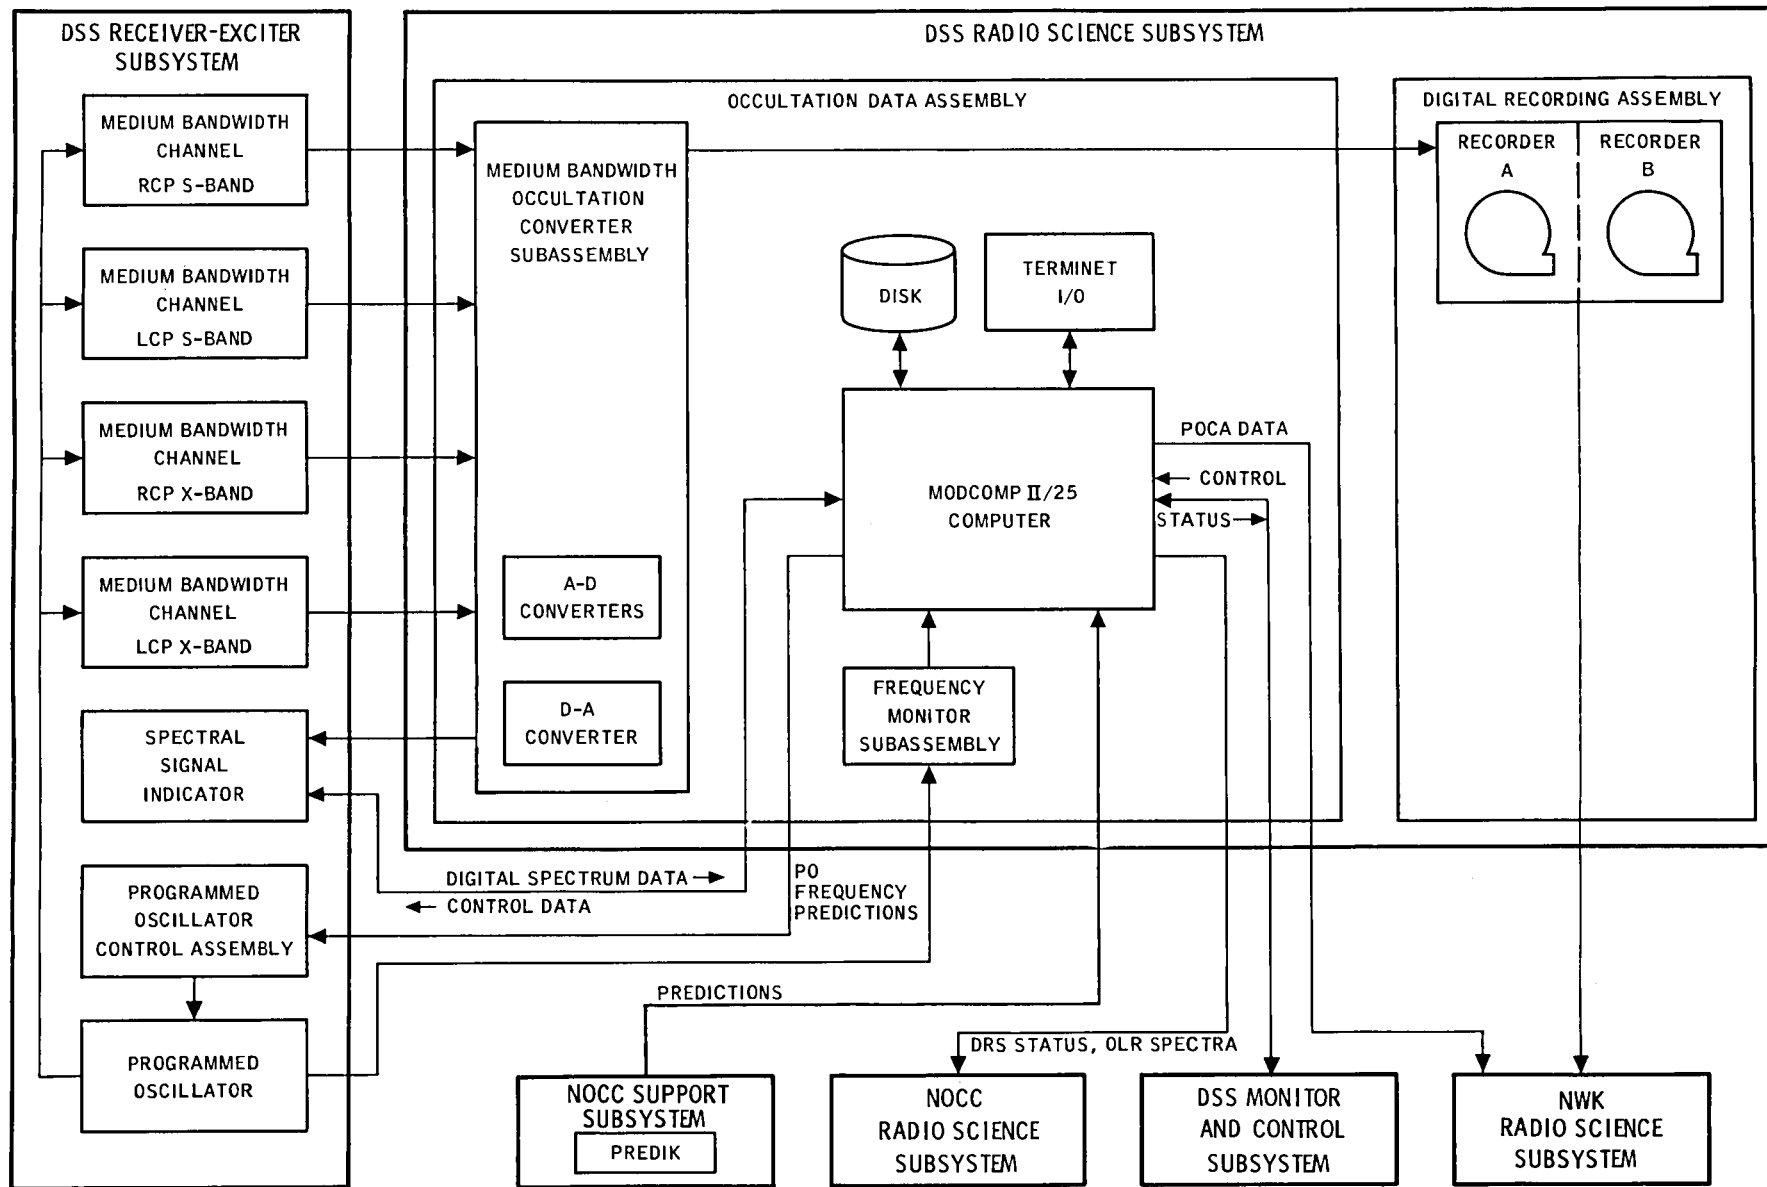 DSS RECEIVER-EXCITER
SUBSYSTEM
MEDIUM BANDWIDTH
CHANNEL
RCP S-BAND
MEDIUM BANDWIDTH
CHANNEL
LCP S-BAND
MEDIUM BANDWIDTH
CHANNEL
RCP X-BAND
MEDIUM BANDWIDTH
CHANNEL
LCP X-BAND
SPECTRAL
SIGNAL
INDICATOR
PROGRAMMED
OSCILLATOR
CONTROL ASSEMBLY
PROGRAMMED
OSCILLATOR
DSS RADIO SCIENCE SUBSYSTEM
OCCULTATION DATA ASSEMBLY
MEDIUM BANDWIDTH
OCCULTATION
CONVERTER
SUBASSEMBLY
A-D
CONVERTERS
D-A
CONVERTER
DISK
TERMINET
I/O
MODCOMP II/25
COMPUTER
FREQUENCY
MONITOR
SUBASSEMBLY
POCA DATA
CONTROL
STATUS
DIGITAL RECORDING ASSEMBLY
RECORDER
A
RECORDER
B
DIGITAL SPECTRUM DATA
CONTROL DATA
PO
FREQUENCY
PREDICTIONS
PREDICTIONS
DRS STATUS, OLR SPECTRA
NOCC SUPPORT
SUBSYSTEM
PREDIK
NOCC
RADIO SCIENCE
SUBSYSTEM
DSS MONITOR
AND CONTROL
SUBSYSTEM
NWK
RADIO SCIENCE
SUBSYSTEM